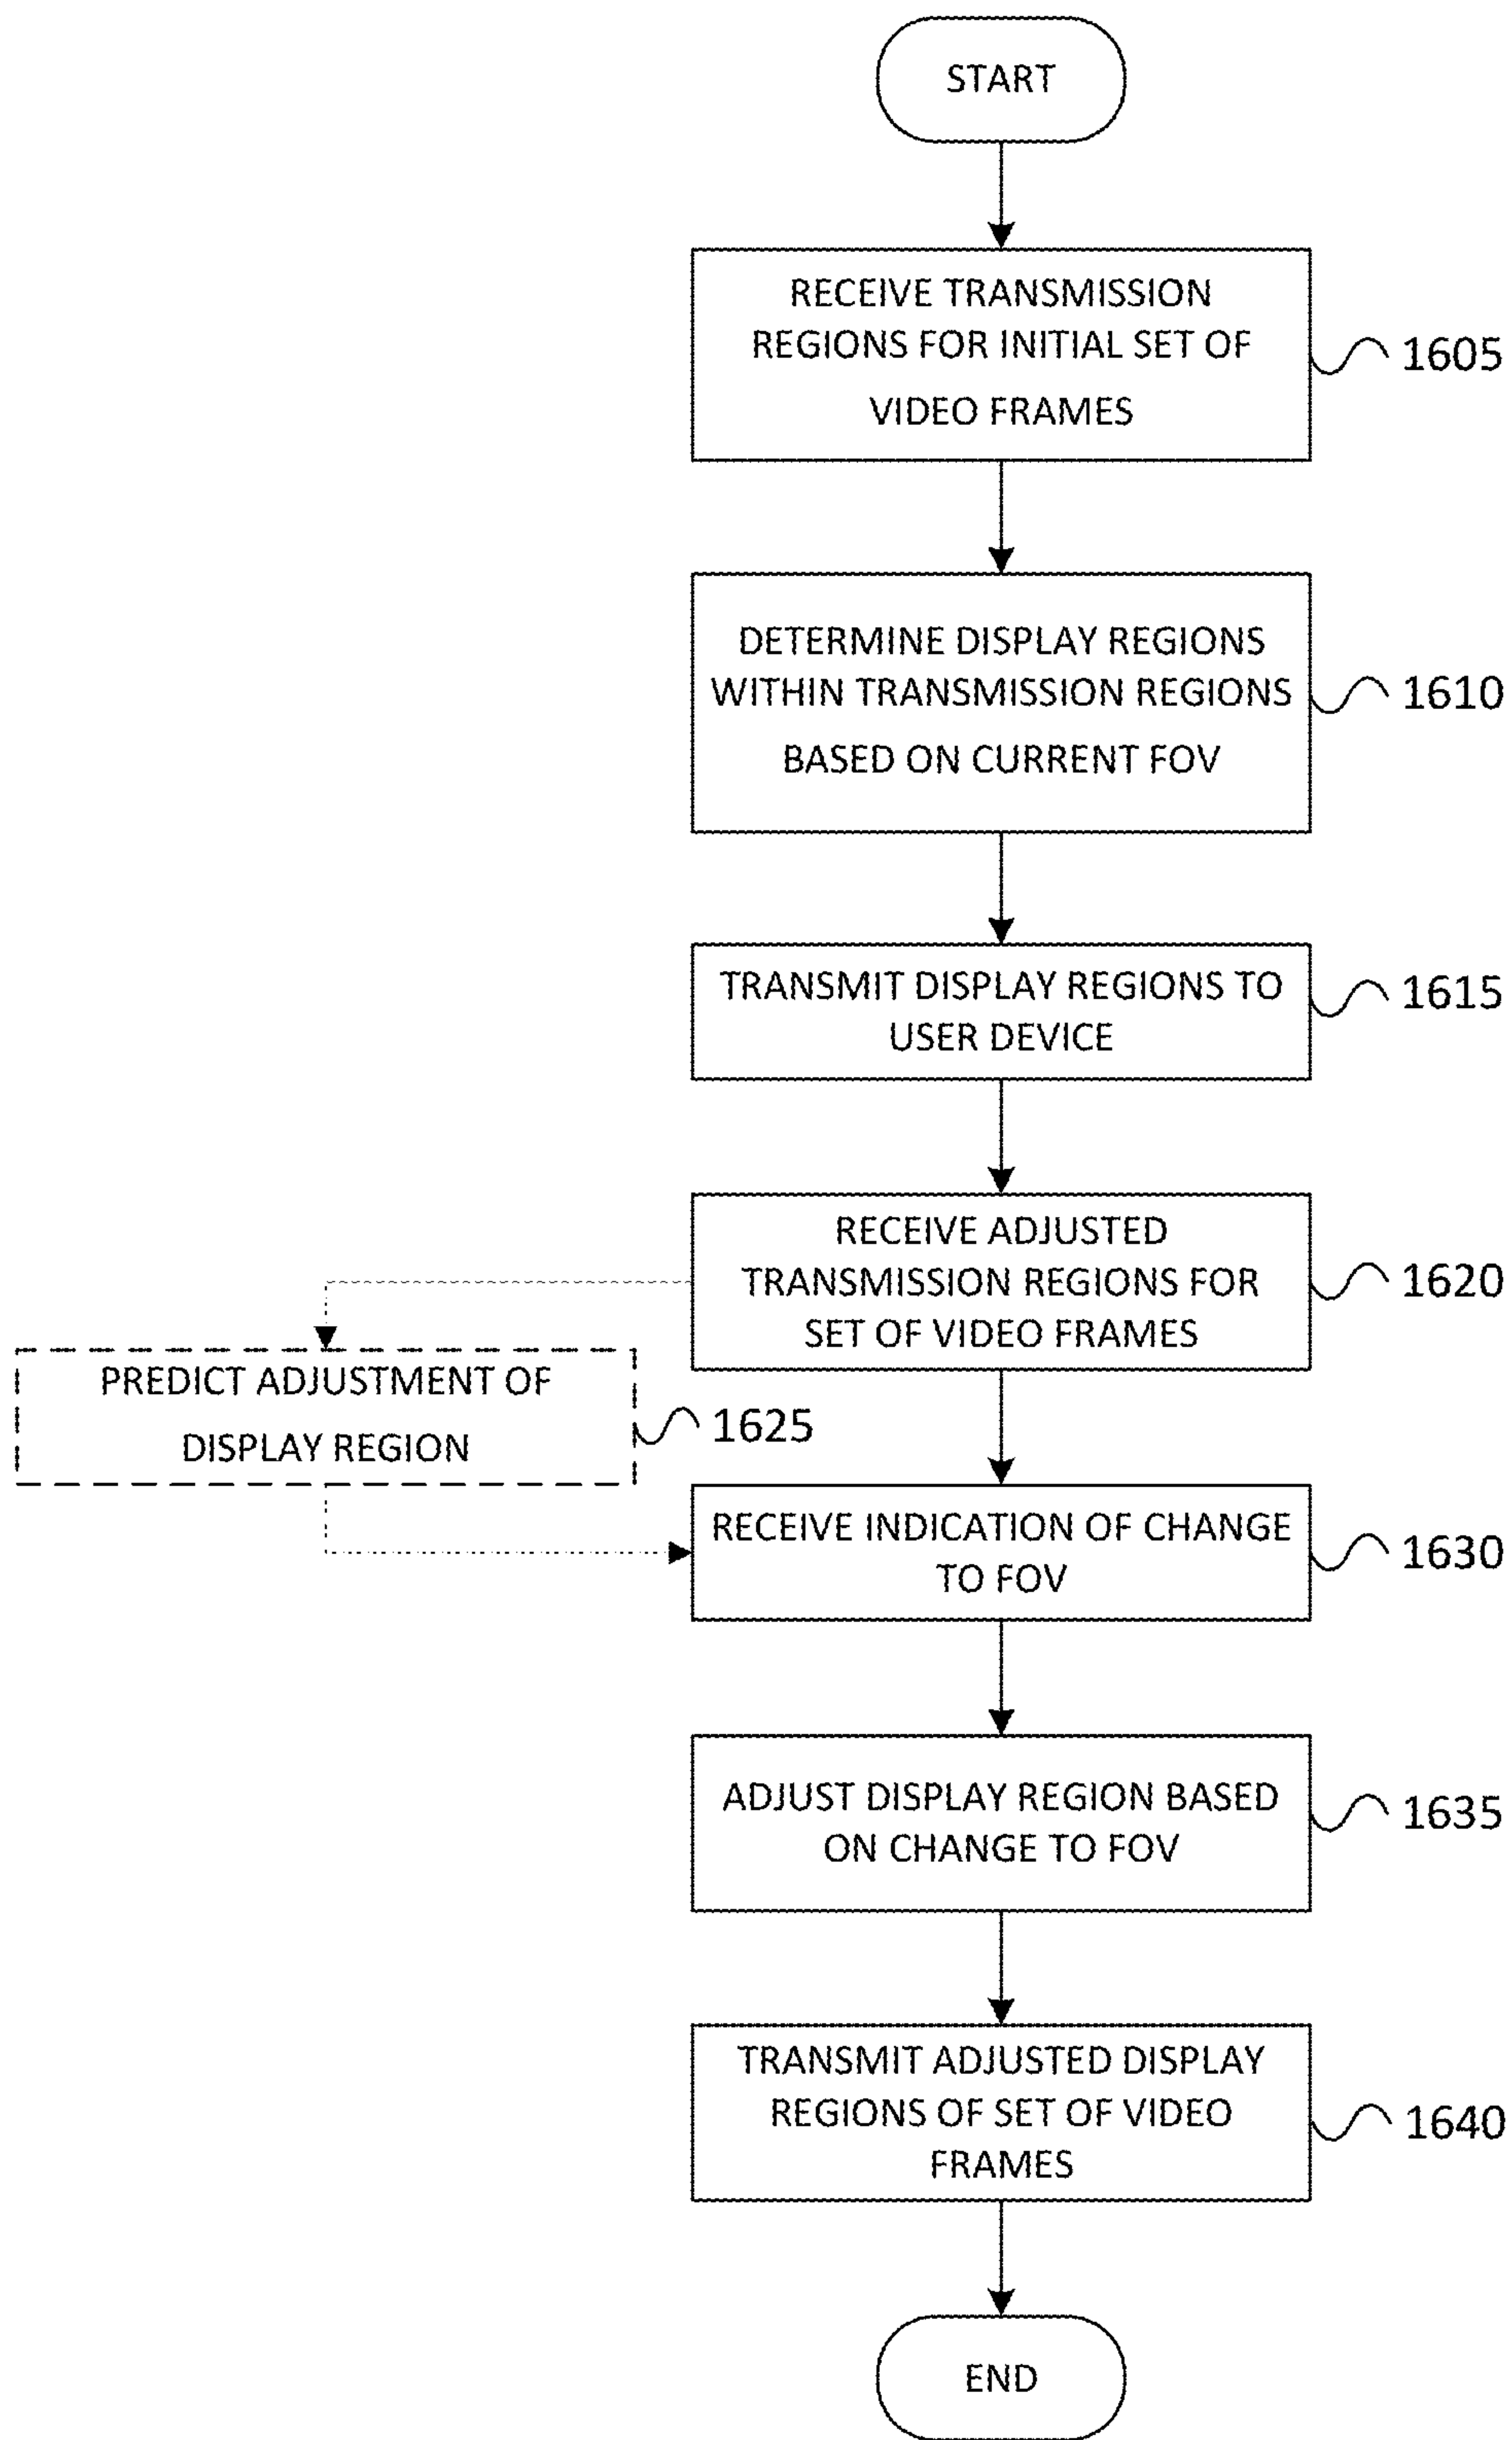 START
RECEIVE TRANSMISSION
REGIONS FOR INITIAL SET OF
VIDEO FRAMES
1605
DETERMINE DISPLAY REGIONS
WITHIN TRANSMISSION REGIONS
BASED ON CURRENT FOV
1610
TRANSMIT DISPLAY REGIONS TO
USER DEVICE
1615
RECEIVE ADJUSTED
TRANSMISSION REGIONS FOR
SET OF VIDEO FRAMES
1620
PREDICT ADJUSTMENT OF
DISPLAY REGION
1625
RECEIVE INDICATION OF CHANGE
TO FOV
1630
ADJUST DISPLAY REGION BASED
ON CHANGE TO FOV
1635
TRANSMIT ADJUSTED DISPLAY
REGIONS OF SET OF VIDEO
FRAMES
1640
END